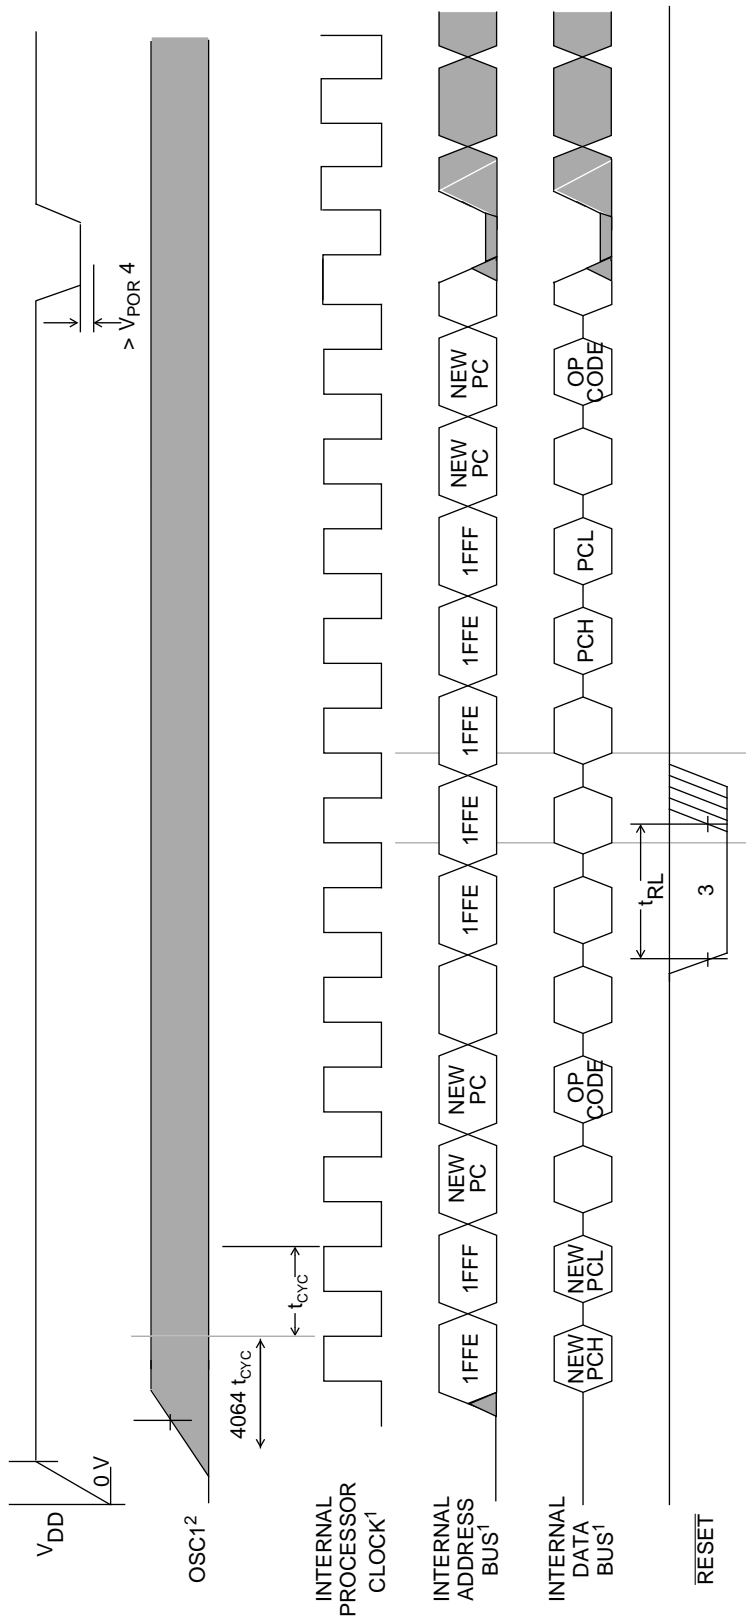 V_DD
0 V
> V_POR 4
OSC1²
4064 t_CYC
t_CYC
INTERNAL
PROCESSOR
CLOCK¹
INTERNAL
ADDRESS
BUS¹
1FFE
1FFF
NEW
PC
NEW
PC
1FFE
1FFE
1FFE
1FFE
1FFF
NEW
PC
NEW
PC
INTERNAL
DATA
BUS¹
NEW
PCH
NEW
PCL
OP
CODE
PCH
PCL
OP
CODE
RESET
t_RL
3